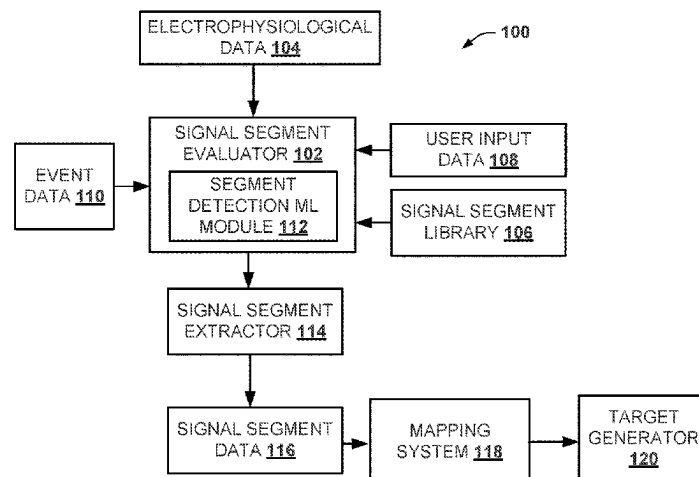 ELECTROPHYSIOLOGICAL
DATA 104
100
SIGNAL SEGMENT
EVALUATOR 102
USER INPUT
DATA 108
EVENT
DATA 110
SEGMENT
DETECTION ML
MODULE 112
SIGNAL SEGMENT
LIBRARY 106
SIGNAL SEGMENT
EXTRACTOR 114
SIGNAL SEGMENT
DATA 116
MAPPING
SYSTEM 118
TARGET
GENERATOR
120